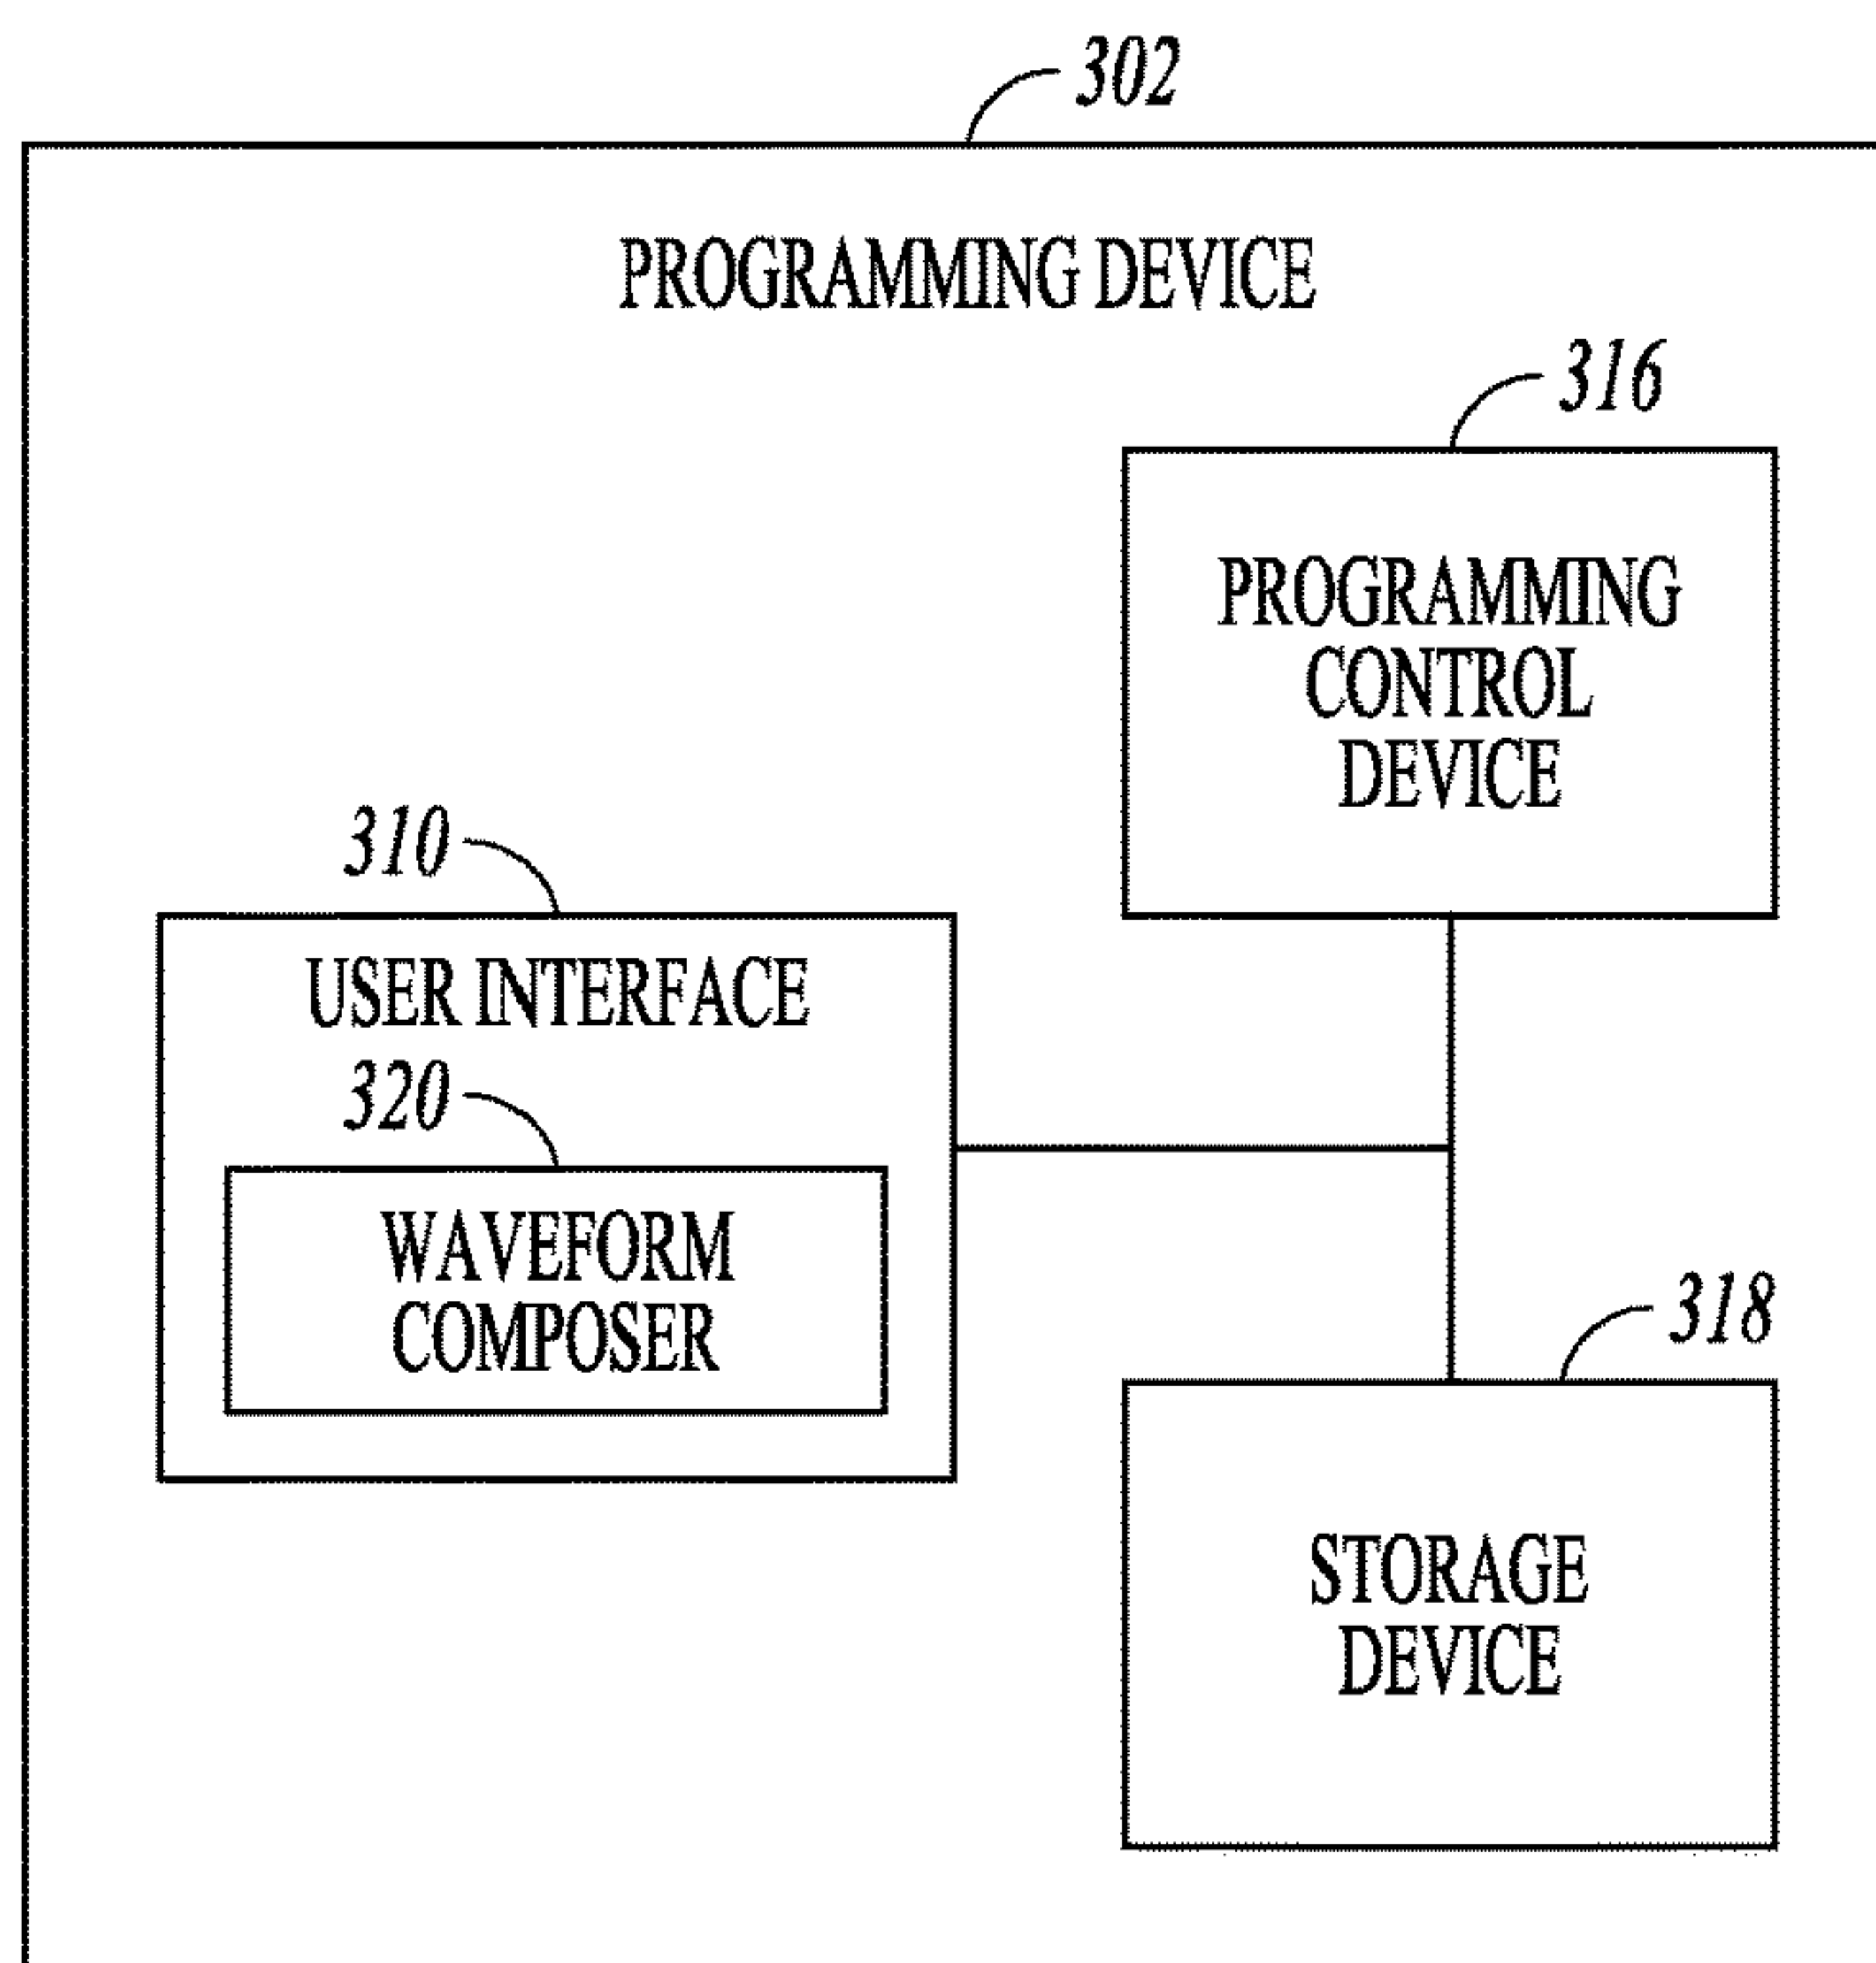 302
PROGRAMMING DEVICE
316
PROGRAMMING
CONTROL
DEVICE
310
USER INTERFACE
320
WAVEFORM
COMPOSER
318
STORAGE
DEVICE